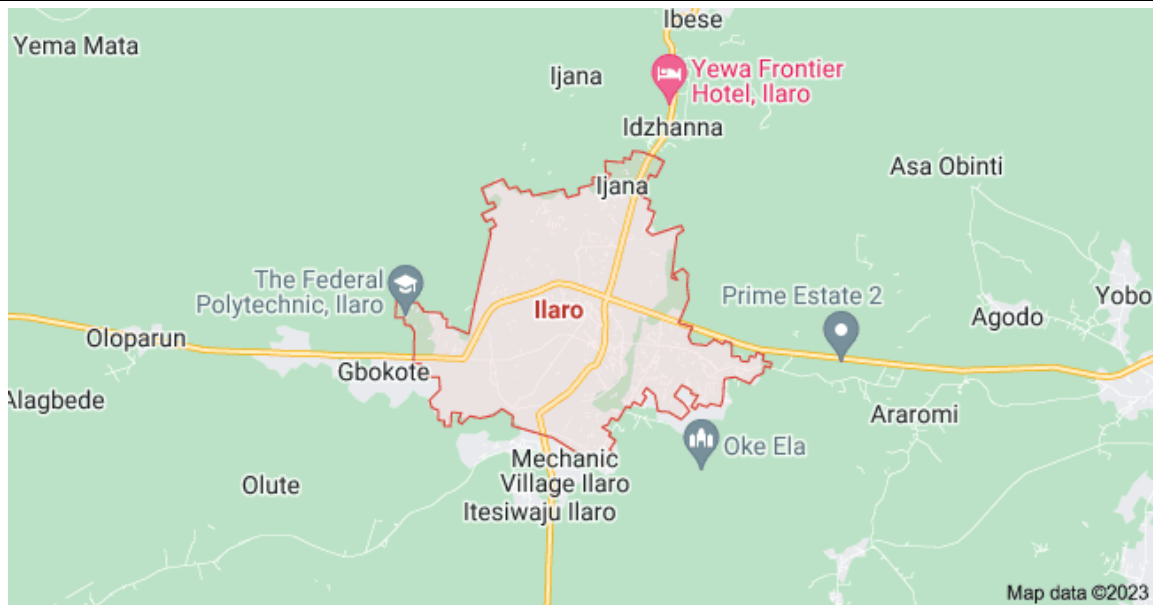 Ibese
Yema Mata
Ijana
Yewa Frontier
Hotel, Ilaro
Idzhanna
Asa Obinti
Ijana
The Federal
Polytechnic, Ilaro
Prime Estate 2
Yobo
Ilaro
Agodo
Oloparun
Gbokote
Alagbede
Araromi
Oke Ela
Mechanic
Village Ilaro
Olute
Itesiwaju Ilaro
Map data ©2023